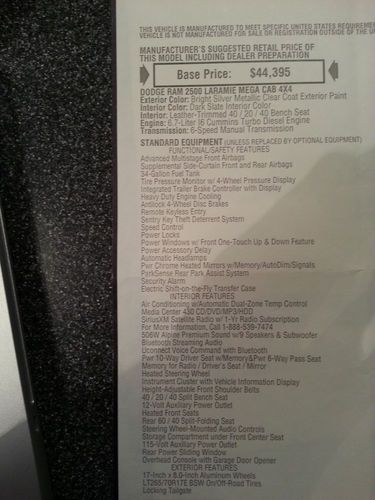 THIS VEHICLE IS MANUFACTURED TO MEET SPECIFIC UNITED STATES REQUIREME
VEHICLE IS NOT MANUFACTURED FOR SALE OR REGISTRATION OUTSIDE OF THE U
MANUFACTURER'S SUGGESTED RETAIL PRICE OF
THIS MODEL INCLUDING DEALER PREPARATION
Base Price: $44,395
DODGE RAM 2500 LARAMIE MEGA CAB 4X4
Exterior Color: Bright Silver Metallic Clear Coat Exterior Paint
Interior Color: Dark Slate Interior Color
Interior: Leather-Trimmed 40 / 20 / 40 Bench Seat
Engine: 6.7-Liter I6 Cummins Turbo Diesel Engine
Transmission: 6-Speed Manual Transmission
STANDARD EQUIPMENT (UNLESS REPLACED BY OPTIONAL EQUIPMENT)
FUNCTIONAL/SAFETY FEATURES
Advanced Multistage Front Airbags
Supplemental Side-Curtain Front and Rear Airbags
34-Gallon Fuel Tank
Tire Pressure Monitor w/ 4-Wheel Pressure Display
Integrated Trailer Brake Controller with Display
Heavy Duty Engine Cooling
Antilock 4-Wheel Disc Brakes
Remote Keyless Entry
Sentry Key Theft Deterrent System
Speed Control
Power Locks
Power Windows w/ Front One-Touch Up & Down Feature
Power Accessory Delay
Automatic Headlamps
Pwr Chrome Heated Mirrors w/Memory/AutoDim/Signals
ParkSense Rear Park Assist System
Security Alarm
Electric Shift-on-the-Fly Transfer Case
INTERIOR FEATURES
Air Conditioning w/Automatic Dual-Zone Temp Control
Media Center 430 CD/DVD/MP3/HDD
SiriusXM Satellite Radio w/ 1-Yr Radio Subscription
For More Information, Call 1-888-539-7474
506W Alpine Premium Sound w/9 Speakers & Subwoofer
Bluetooth Streaming Audio
Uconnect Voice Command with Bluetooth
Pwr 10-Way Driver Seat w/Memory&Pwr 6-Way Pass Seat
Memory for Radio / Driver's Seat / Mirror
Heated Steering Wheel
Instrument Cluster with Vehicle Information Display
Height-Adjustable Front Shoulder Belts
40 / 20 / 40 Split Bench Seat
12-Volt Auxiliary Power Outlet
Heated Front Seats
Rear 60 / 40 Split-Folding Seat
Steering Wheel-Mounted Audio Controls
Storage Compartment under Front Center Seat
115-Volt Auxiliary Power Outlet
Rear Power Sliding Window
Overhead Console with Garage Door Opener
EXTERIOR FEATURES
17-Inch x 8.0-Inch Aluminum Wheels
LT265/70R17E BSW On/Off-Road Tires
Locking Tailgate